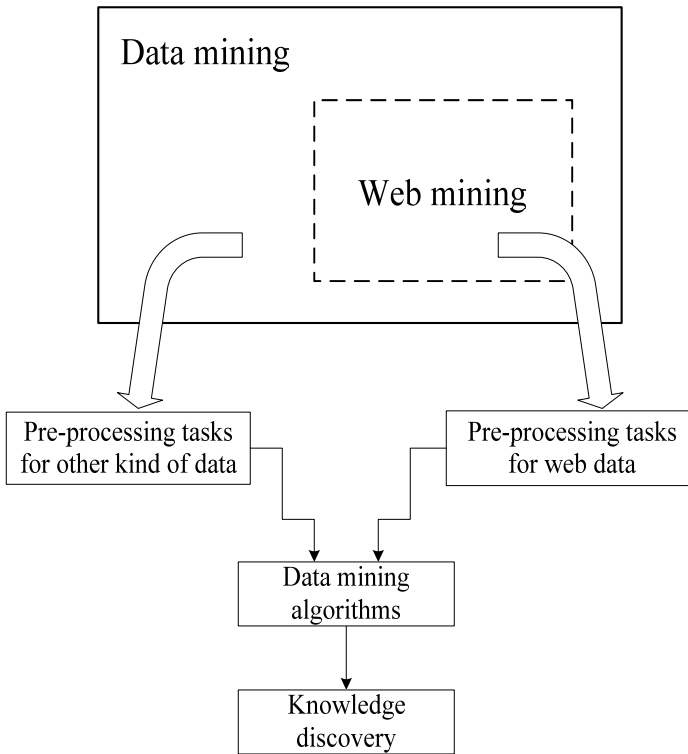 Data mining
Web mining
Pre-processing tasks
for other kind of data
Pre-processing tasks
for web data
Data mining
algorithms
Knowledge
discovery